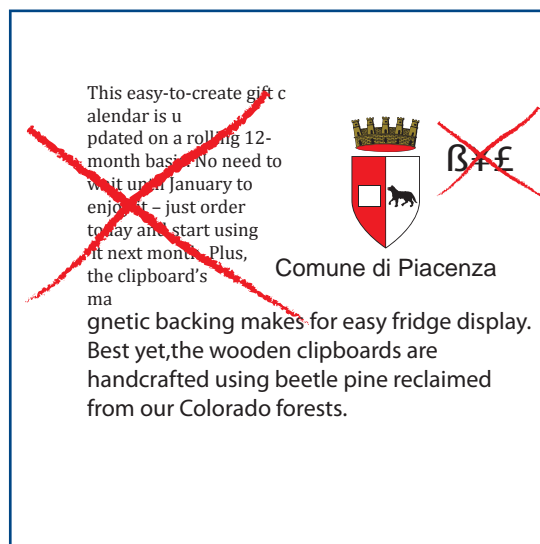 This easy-to-create gift c
alendar is u
pdated on a rolling 12-
month basis. No need to
wait until January to
enjoy it – just order
today and start using
it next month. Plus,
the clipboard’s
ma
gnetic backing makes for easy fridge display.
Best yet,the wooden clipboards are
handcrafted using beetle pine reclaimed
from our Colorado forests.
Comune di Piacenza
ß±£